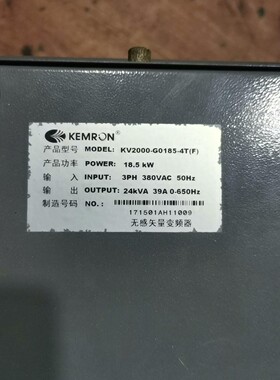 KEMRON®
产品型号 MODEL: KV2000-G0185-4T(F)
产品功率 POWER: 18.5 kW
输 入 INPUT: 3PH 380VAC 50Hz
输 出 OUTPUT: 24kVA 39A 0-650Hz
制造号码 NO.:
171501AH11009
无感矢量变频器